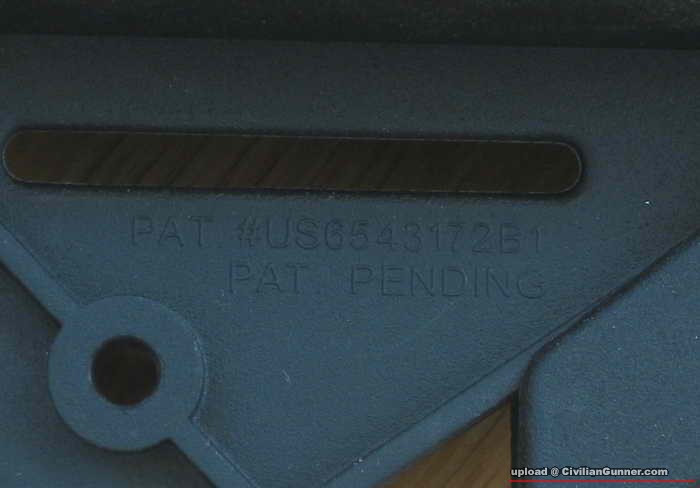 PAT. #US6543172B1
PAT. PENDING
upload @ CivilianGunner.com